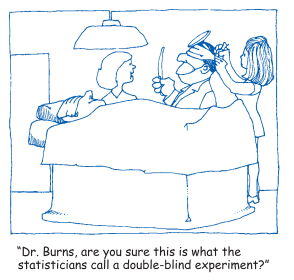 “Dr. Burns, are you sure this is what the
statisticians call a double-blind experiment?”